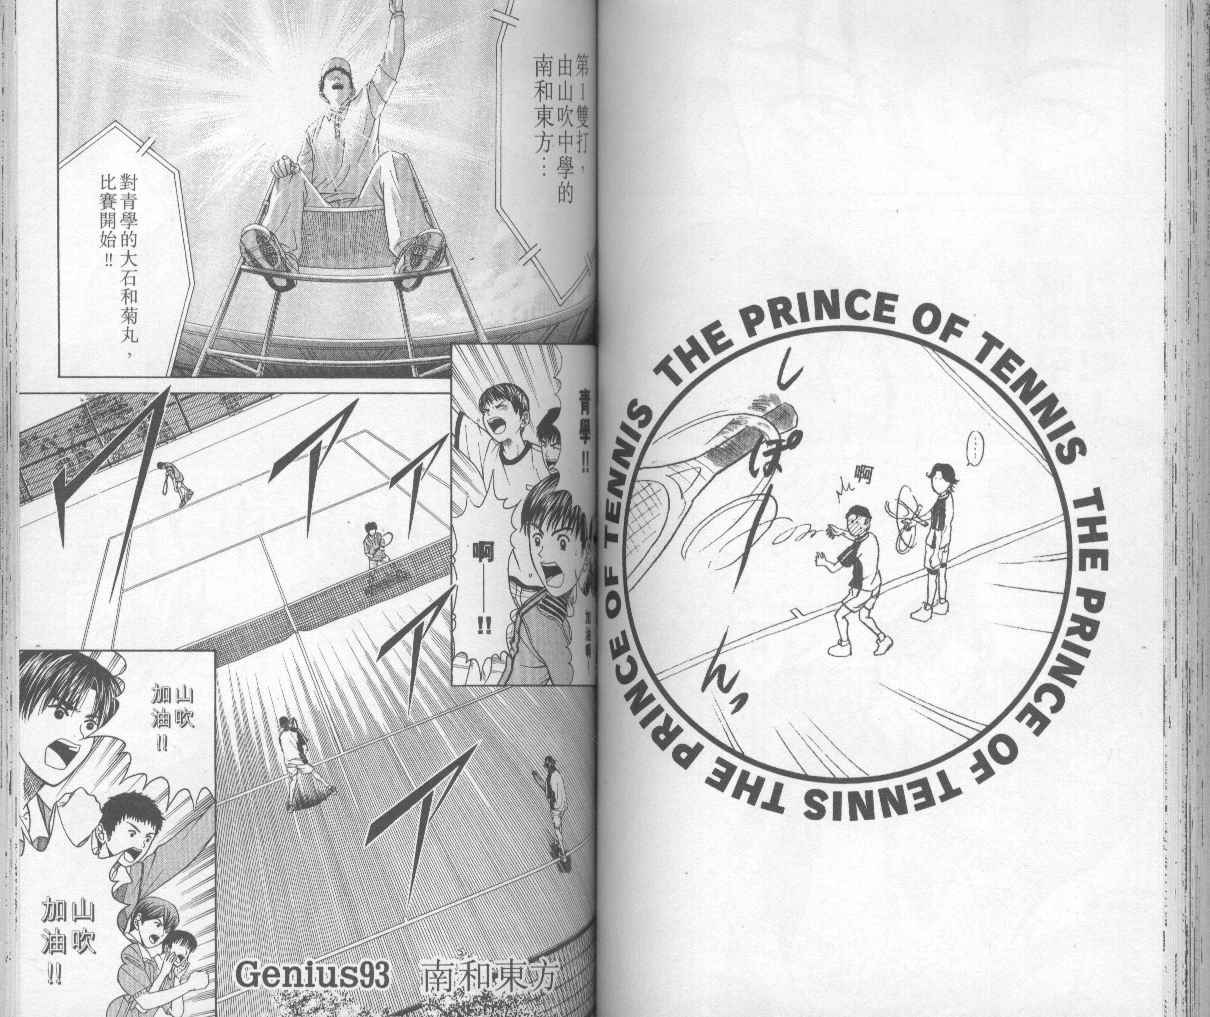 第一雙打，
由山吹中學的
南和東方…
對青學的大石和菊丸，
比賽開始!!
青學!!
啊——!!
加油啊!
山吹
加油!!
山吹
加油!!
Genius93 南和東方
THE PRINCE OF TENNIS THE PRINCE OF TENNIS THE PRINCE OF TENNIS
しぽーんっ
啊
……